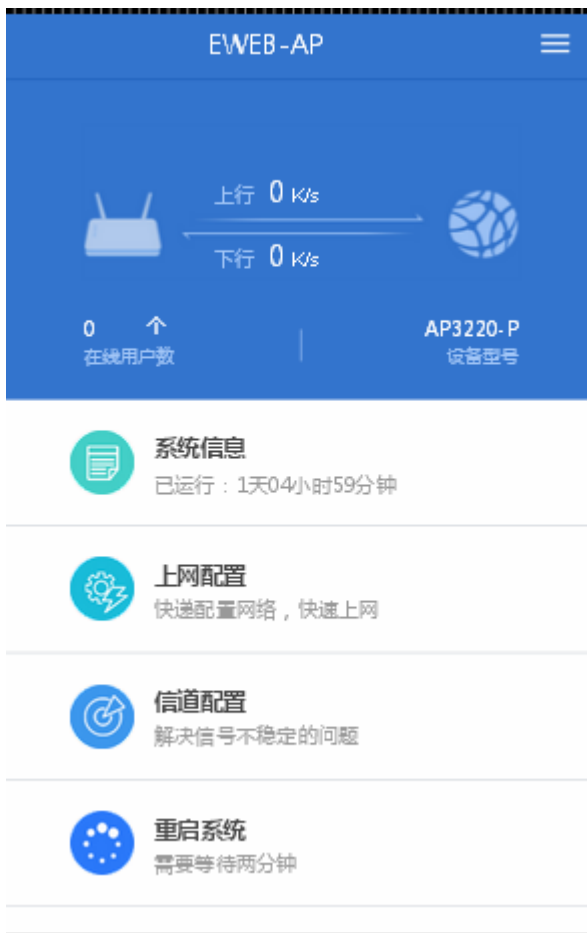 EWEB-AP
上行 0 K/s
下行 0 K/s
0 个
在线用户数
AP3220-P
设备型号
系统信息
已运行：1天04小时59分钟
上网配置
快递配置网络，快速上网
信道配置
解决信号不稳定的问题
重启系统
需要等待两分钟